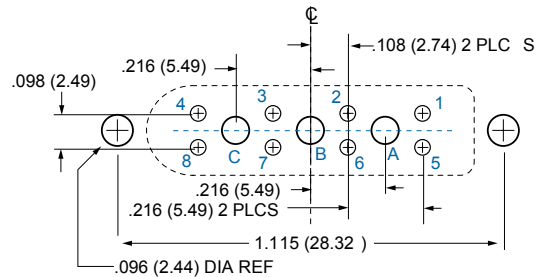 ℄
.108 (2.74) 2 PLC S
.216 (5.49)
.098 (2.49)
4 3 2 1
C B A
8 7 6 5
.216 (5.49)
.216 (5.49) 2 PLCS
1.115 (28.32 )
.096 (2.44) DIA REF